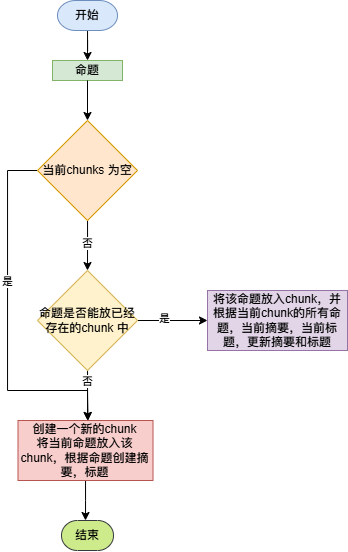 开始
命题
当前chunks 为空
否
是
命题是否能放已经
存在的chunk 中
是
将该命题放入chunk，并
根据当前chunk的所有命
题，当前摘要，当前标
题，更新摘要和标题
否
创建一个新的chunk
将当前命题放入该
chunk，根据命题创建摘
要，标题
结束